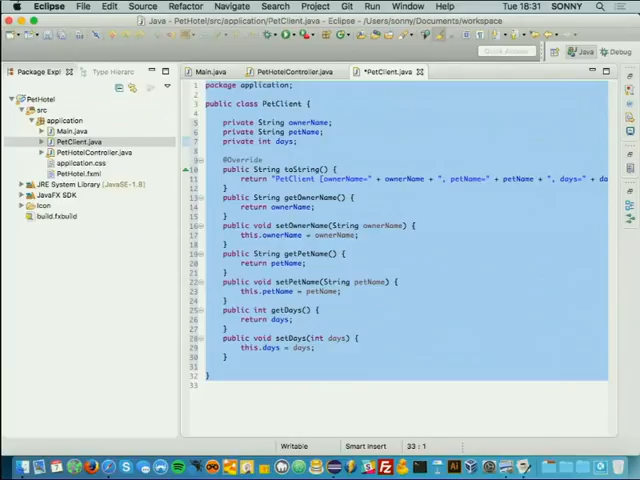 Eclipse File Edit Source Refactor Navigate Search Project Git Run Window Help Tue 18:31 SONNY
Java - PetHotel/src/application/PetClient.java - Eclipse - /Users/sonny/Documents/workspace
Quick Access Java Debug
Package Expl Type Hierarc Main.java PetHotelController.java *PetClient.java
PetHotel
src
application
Main.java
PetClient.java
PetHotelController.java
application.css
PetHotel.fxml
JRE System Library [JavaSE-1.8]
JavaFX SDK
icon
build.fxbuild
1 package application;
2
3 public class PetClient {
4
5 private String ownerName;
6 private String petName;
7 private int days;
8
9 @Override
10 public String toString() {
11 return "PetClient [ownerName=" + ownerName + ", petName=" + petName + ", days=" + da
12 }
13 public String getOwnerName() {
14 return ownerName;
15 }
16 public void setOwnerName(String ownerName) {
17 this.ownerName = ownerName;
18 }
19 public String getPetName() {
20 return petName;
21 }
22 public void setPetName(String petName) {
23 this.petName = petName;
24 }
25 public int getDays() {
26 return days;
27 }
28 public void setDays(int days) {
29 this.days = days;
30 }
31
32 }
33
Writable Smart Insert 33 : 1